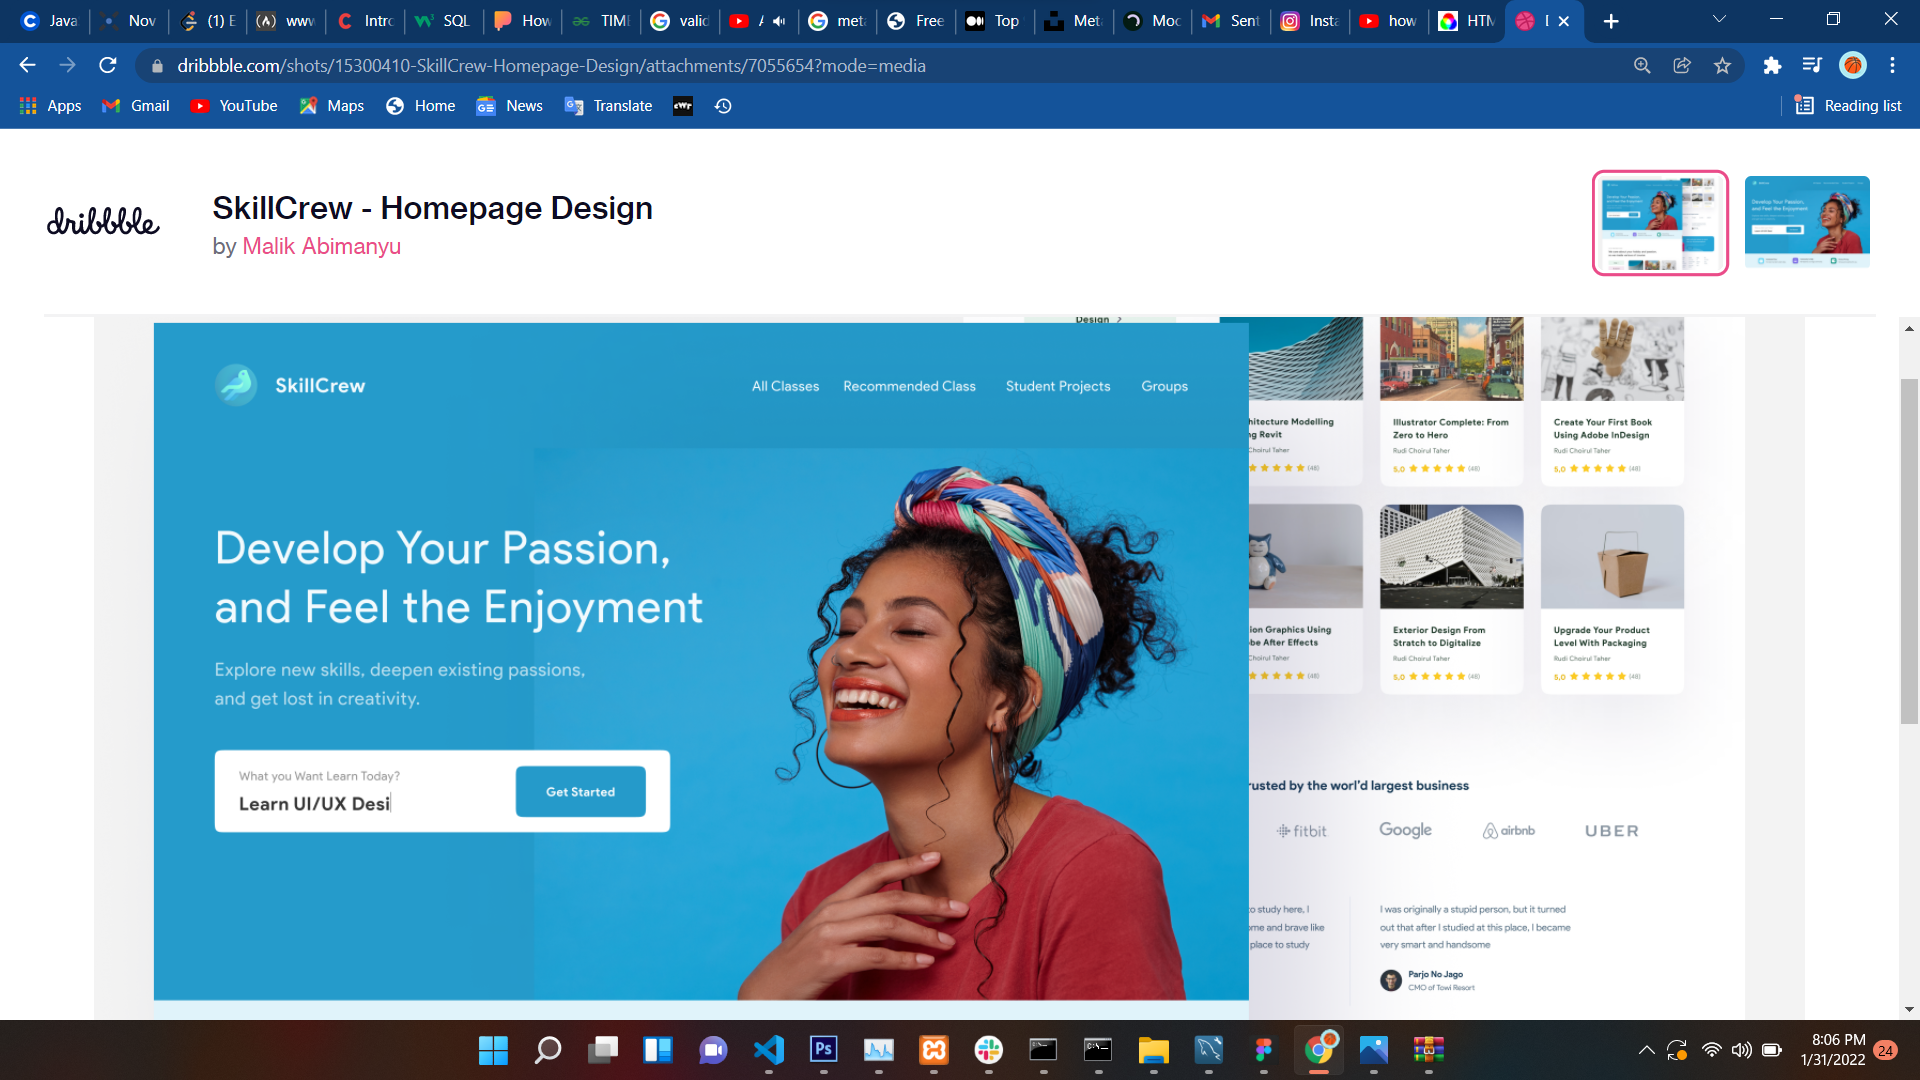 Java
Nov
(1) E
www
Intro
SQL
How
TIME
valid
A
meta
Free
Top
Meta
Moc
Sent
Insta
how
HTM
dribbble.com/shots/15300410-SkillCrew-Homepage-Design/attachments/7055654?mode=media
Apps Gmail YouTube Maps Home News Translate Reading list
dribbble
SkillCrew - Homepage Design
by Malik Abimanyu
Design
SkillCrew
All Classes Recommended Class Student Projects Groups
Develop Your Passion,
and Feel the Enjoyment
Explore new skills, deepen existing passions,
and get lost in creativity.
What you Want Learn Today?
Learn UI/UX Desi
Get Started
hitecture Modelling
ng Revit
Choirul Taher
(48)
Illustrator Complete: From
Zero to Hero
Rudi Choirul Taher
5,0 (48)
Create Your First Book
Using Adobe InDesign
Rudi Choirul Taher
5,0 (48)
ion Graphics Using
be After Effects
Choirul Taher
(48)
Exterior Design From
Stratch to Digitalize
Rudi Choirul Taher
5,0 (48)
Upgrade Your Product
Level With Packaging
Rudi Choirul Taher
5,0 (48)
rusted by the worl'd largest business
fitbit Google airbnb UBER
to study here, I
ome and brave like
place to study
I was originally a stupid person, but it turned
out that after I studied at this place, I became
very smart and handsome
Parjo No Jago
CMO of Towi Resort
Ps
8:06 PM
1/31/2022
24